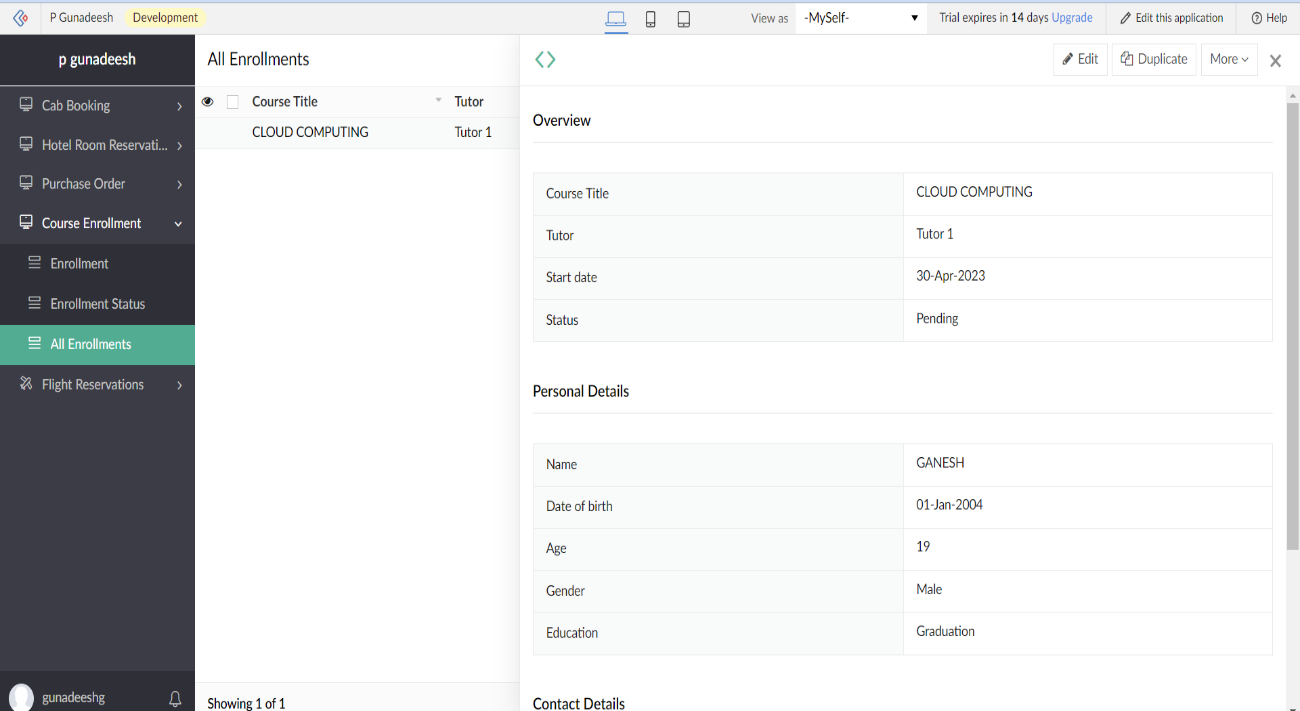 P Gunadeesh Development View as -MySelf- Trial expires in 14 days Upgrade Edit this application Help
p gunadeesh
Cab Booking
Hotel Room Reservati...
Purchase Order
Course Enrollment
Enrollment
Enrollment Status
All Enrollments
Flight Reservations
gunadeeshg
All Enrollments
Course Title Tutor
CLOUD COMPUTING Tutor 1
Showing 1 of 1
Edit Duplicate More
Overview
Course Title CLOUD COMPUTING
Tutor Tutor 1
Start date 30-Apr-2023
Status Pending
Personal Details
Name GANESH
Date of birth 01-Jan-2004
Age 19
Gender Male
Education Graduation
Contact Details